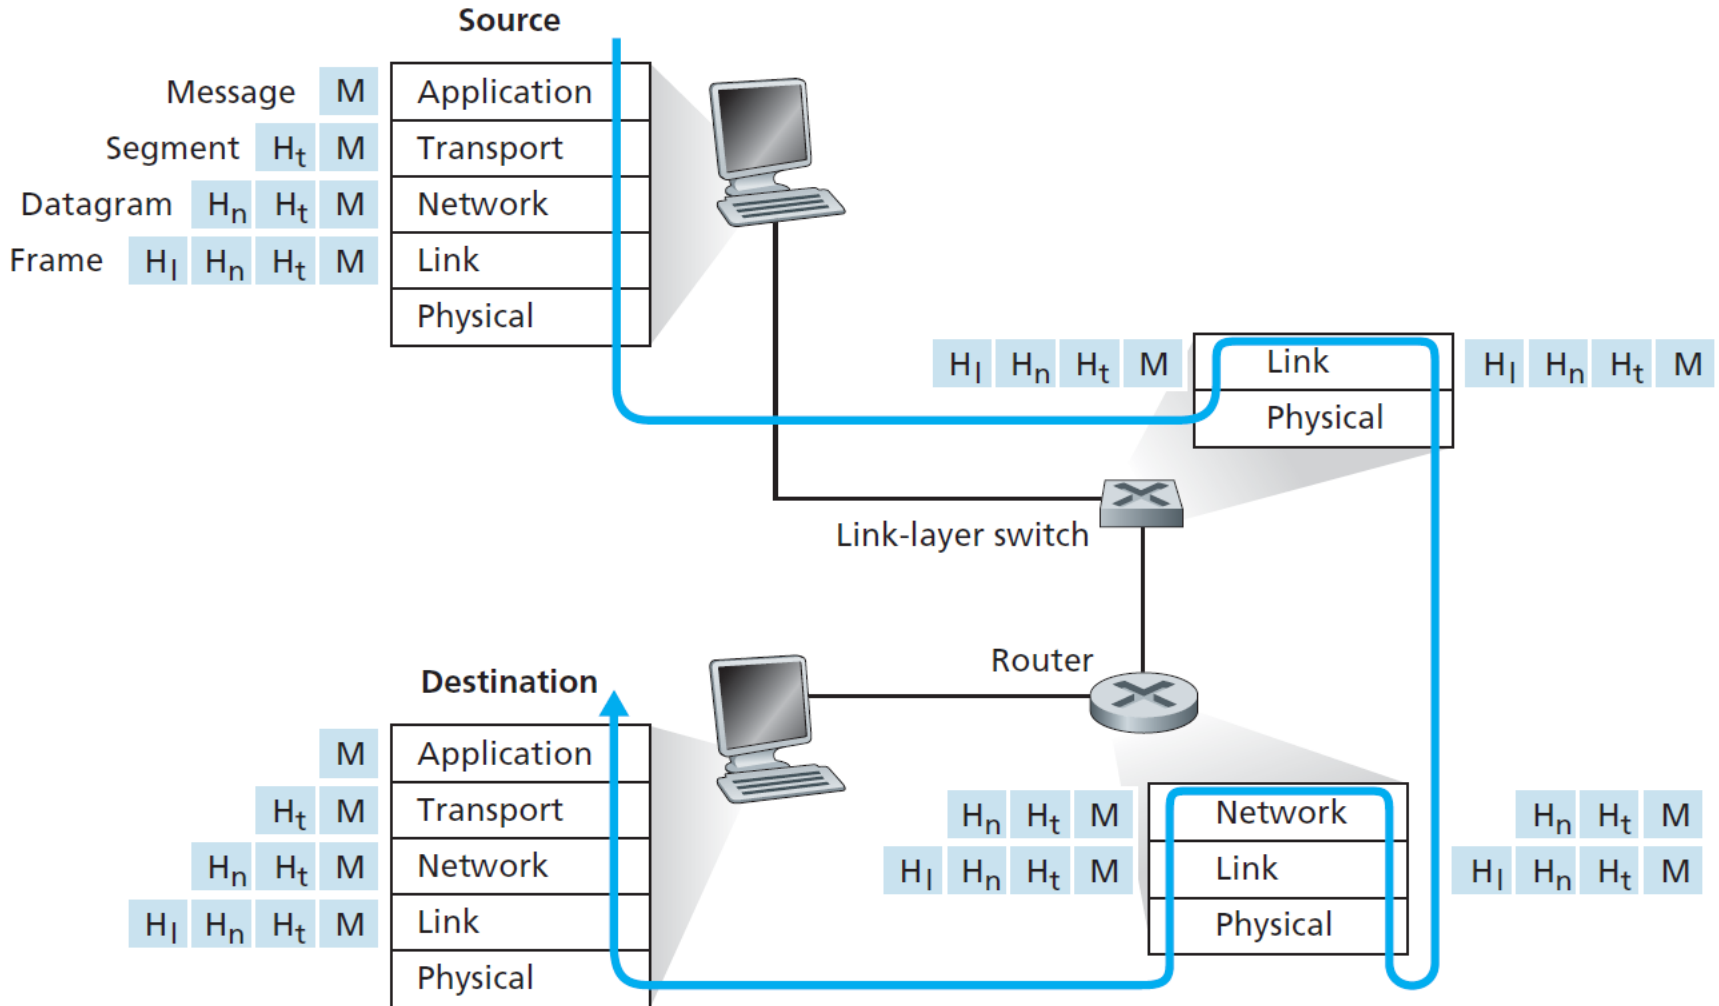 Source
Message M Application
Segment Ht M Transport
Datagram Hn Ht M Network
Frame Hl Hn Ht M Link
Physical
Hl Hn Ht M Link Hl Hn Ht M
Physical
Link-layer switch
Router
Destination
M Application
Ht M Transport
Hn Ht M Network
Hl Hn Ht M Link
Physical
Hn Ht M Network Hn Ht M
Hl Hn Ht M Link Hl Hn Ht M
Physical